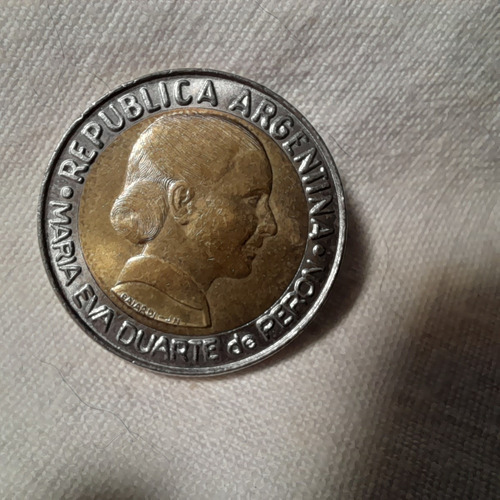 REPUBLICA ARGENTINA
MARIA EVA DUARTE de PERON